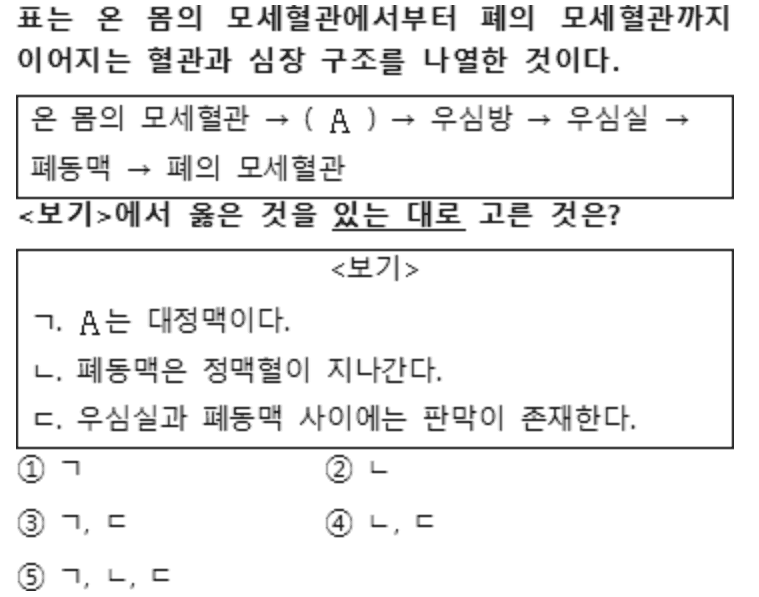 표는 온 몸의 모세혈관에서부터 폐의 모세혈관까지
이어지는 혈관과 심장 구조를 나열한 것이다.
온 몸의 모세혈관 → ( A ) → 우심방 → 우심실 →
폐동맥 → 폐의 모세혈관
<보기>에서 옳은 것을 있는 대로 고른 것은?
<보기>
ㄱ. A는 대정맥이다.
ㄴ. 폐동맥은 정맥혈이 지나간다.
ㄷ. 우심실과 폐동맥 사이에는 판막이 존재한다.
① ㄱ ② ㄴ
③ ㄱ, ㄷ ④ ㄴ, ㄷ
⑤ ㄱ, ㄴ, ㄷ